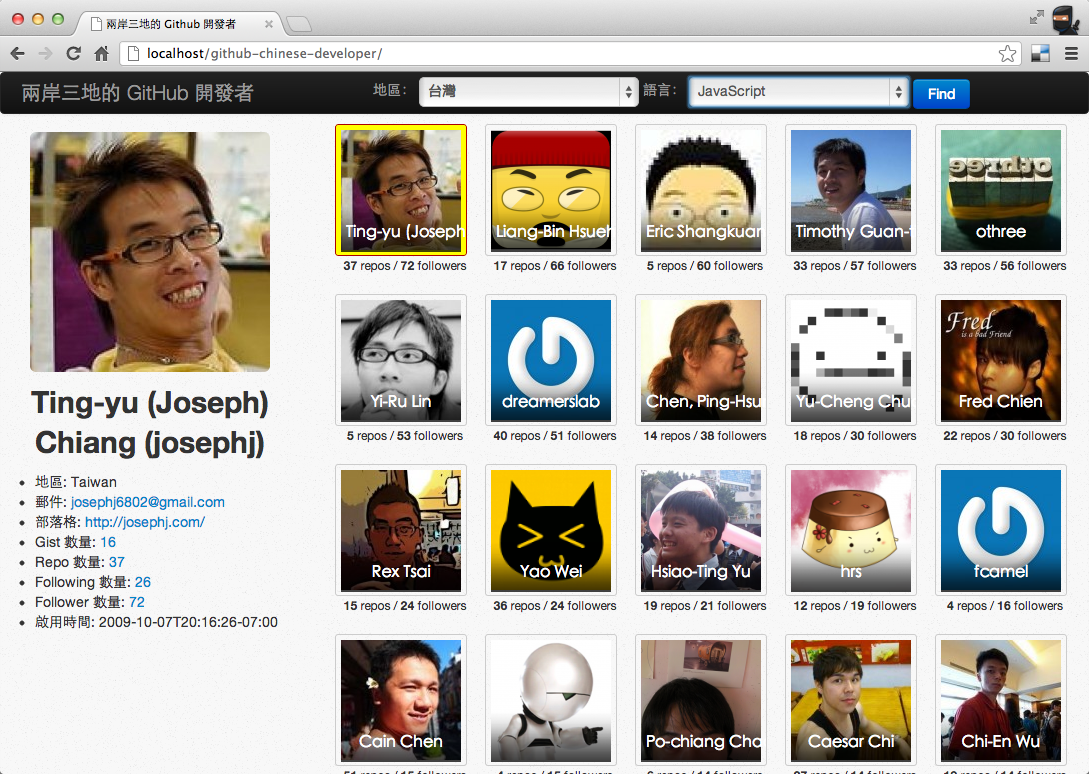 兩岸三地的 Github 開發者
localhost/github-chinese-developer/
兩岸三地的 GitHub 開發者
地區： 台灣 語言： JavaScript Find
Ting-yu (Joseph)
Chiang (josephj)
地區: Taiwan
郵件: josephj6802@gmail.com
部落格: http://josephj.com/
Gist 數量: 16
Repo 數量: 37
Following 數量: 26
Follower 數量: 72
啟用時間: 2009-10-07T20:16:26-07:00
Ting-yu (Joseph
37 repos / 72 followers
Liang-Bin Hsueh
17 repos / 66 followers
Eric Shangkuan
5 repos / 60 followers
Timothy Guan-
33 repos / 57 followers
othree
othree
33 repos / 56 followers
Yi-Ru Lin
5 repos / 53 followers
dreamerslab
40 repos / 51 followers
Chen, Ping-Hsu
14 repos / 38 followers
Yu-Cheng Chu
18 repos / 30 followers
Fred
is a bad Friend
Fred Chien
22 repos / 30 followers
Rex Tsai
15 repos / 24 followers
Yao Wei
36 repos / 24 followers
Hsiao-Ting Yu
19 repos / 21 followers
hrs
12 repos / 19 followers
fcamel
4 repos / 16 followers
Cain Chen
Po-chiang Cha
Caesar Chi
Chi-En Wu